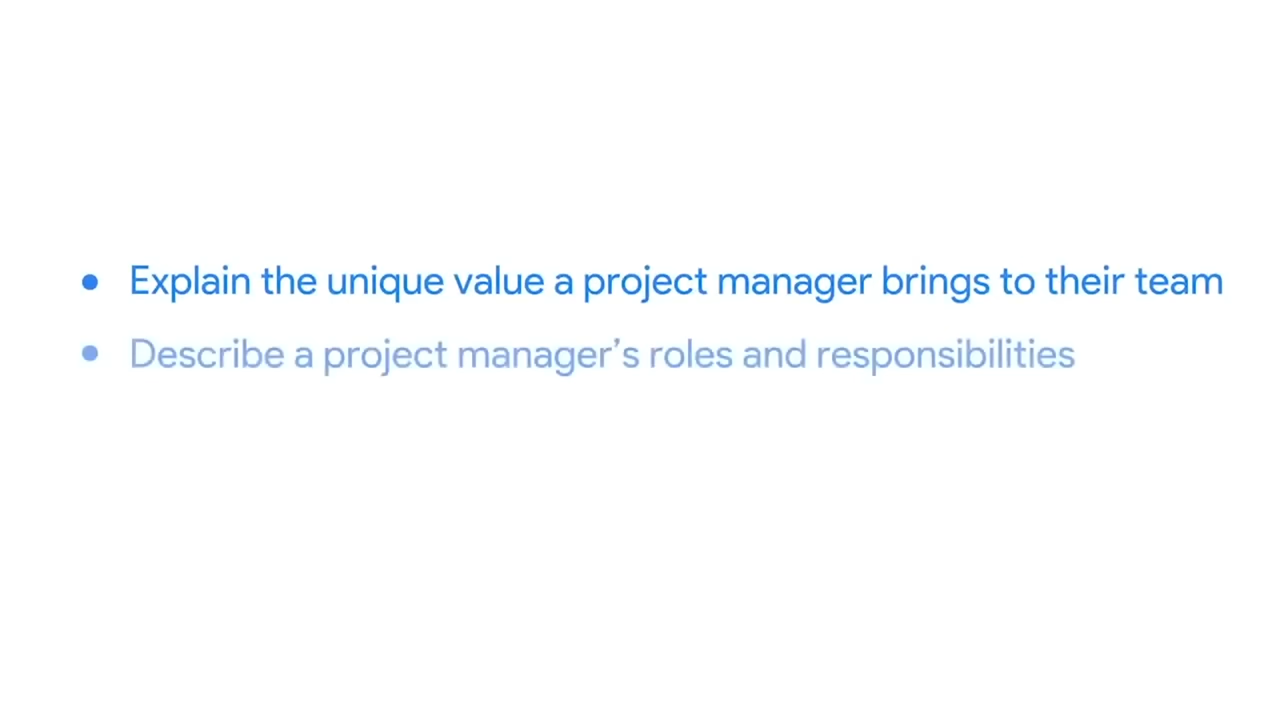 • Explain the unique value a project manager brings to their team
• Describe a project manager’s roles and responsibilities